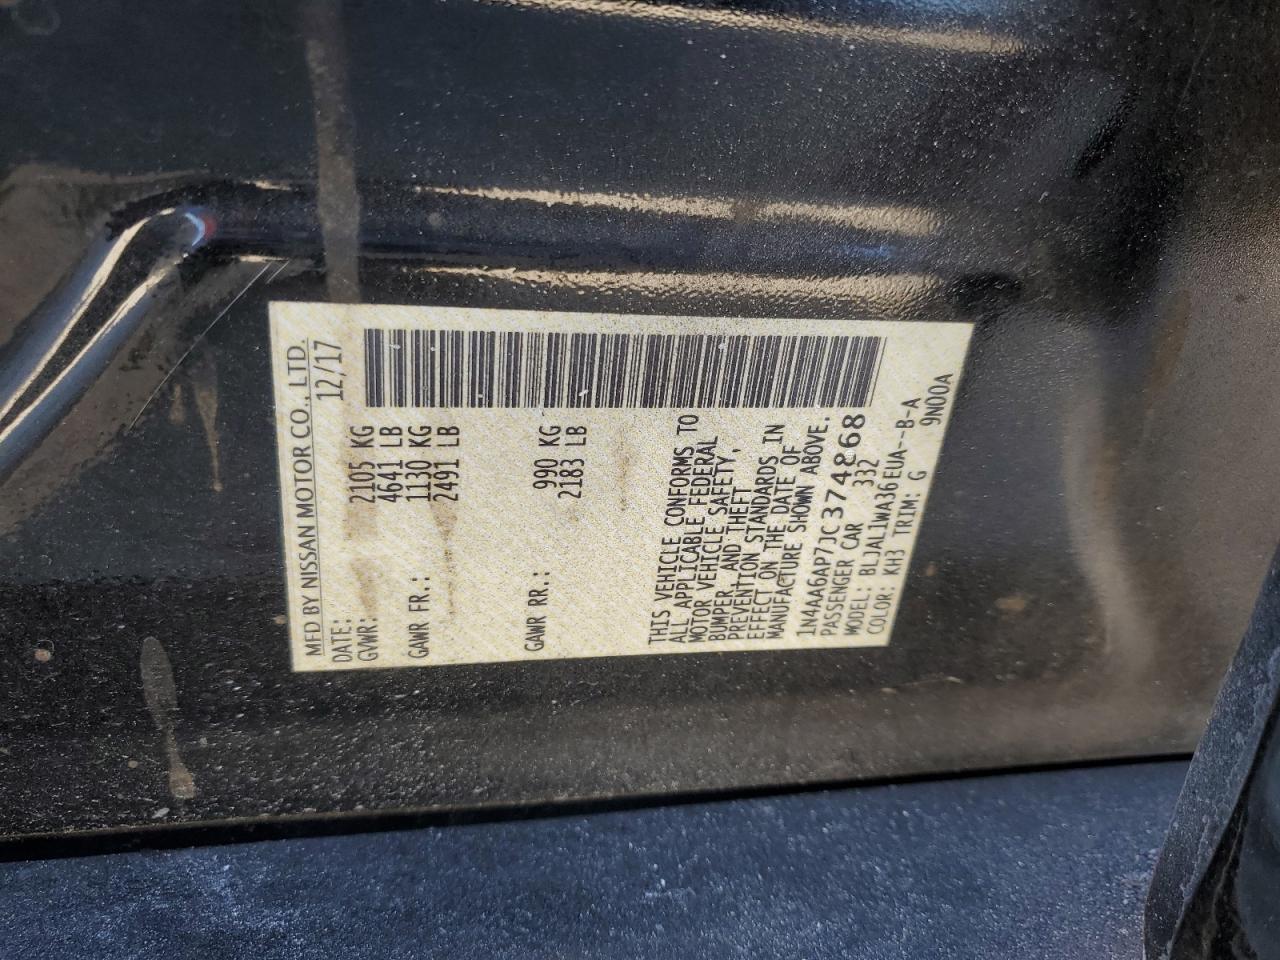 MFD BY NISSAN MOTOR CO., LTD.
DATE: 12/17
GVWR: 2105 KG
4641 LB
GAWR FR.: 1130 KG
2491 LB
GAWR RR.: 990 KG
2183 LB
THIS VEHICLE CONFORMS TO
ALL APPLICABLE FEDERAL
MOTOR VEHICLE SAFETY,
BUMPER AND THEFT
PREVENTION STANDARDS IN
EFFECT ON THE DATE OF
MANUFACTURE SHOWN ABOVE.
1N4AA6AP7JC374868
PASSENGER CAR 332
MODEL: BLJALIWA36EUA--B-A
COLOR: KH3 TRIM: G 9N00A